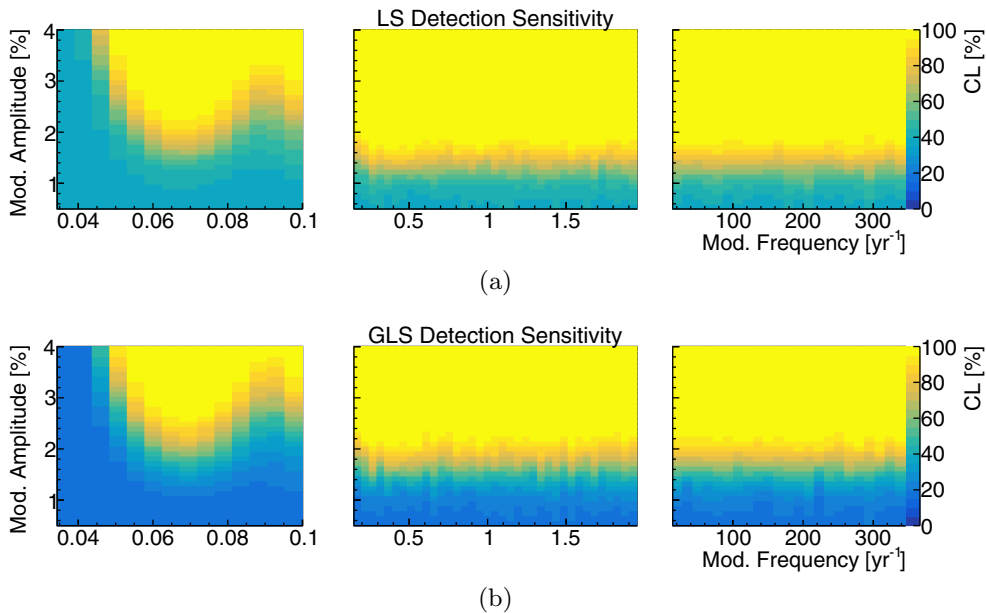 LS Detection Sensitivity
Mod. Amplitude [%]
4
3
2
1
0.04 0.06 0.08 0.1
0.5 1 1.5
100 200 300
Mod. Frequency [yr-1]
100
80
60
40
20
0
CL [%]
(a)
GLS Detection Sensitivity
Mod. Amplitude [%]
4
3
2
1
0.04 0.06 0.08 0.1
0.5 1 1.5
100 200 300
Mod. Frequency [yr-1]
100
80
60
40
20
0
CL [%]
(b)